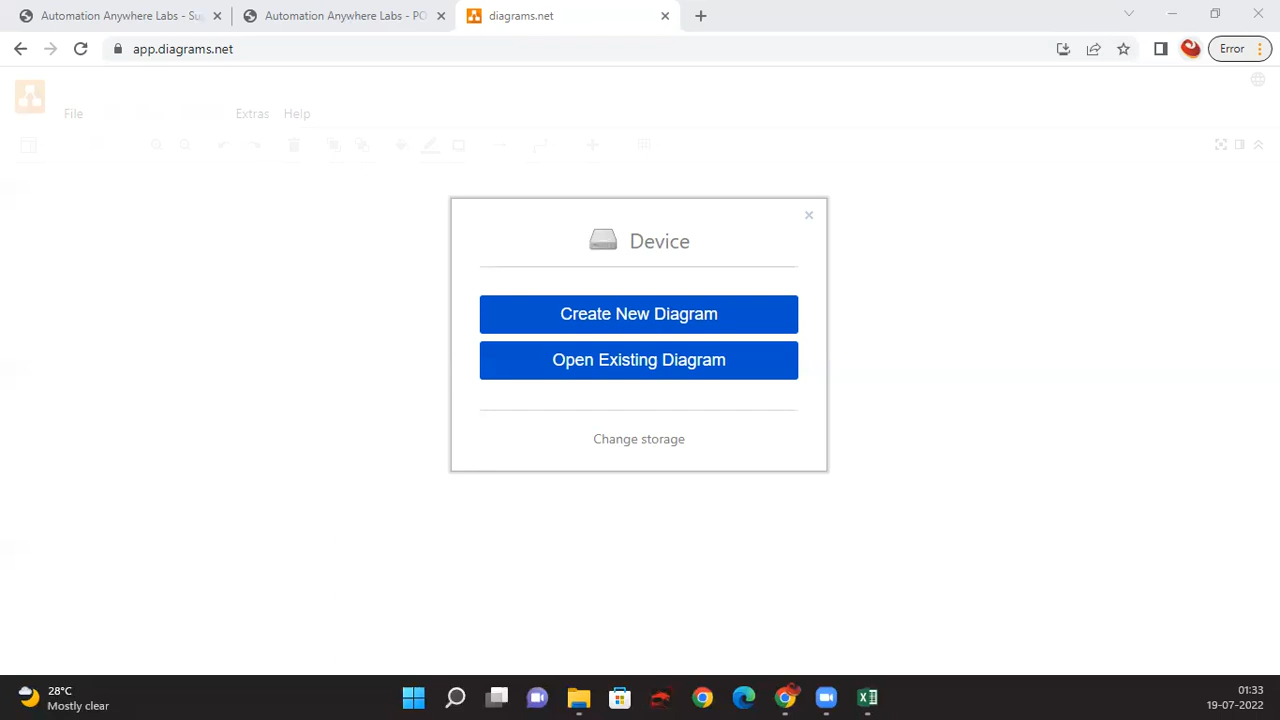 Automation Anywhere Labs - Su
Automation Anywhere Labs - PO
diagrams.net
app.diagrams.net
Error
File
Extras
Help
Device
Create New Diagram
Open Existing Diagram
Change storage
28°C
Mostly clear
01:33
19-07-2022